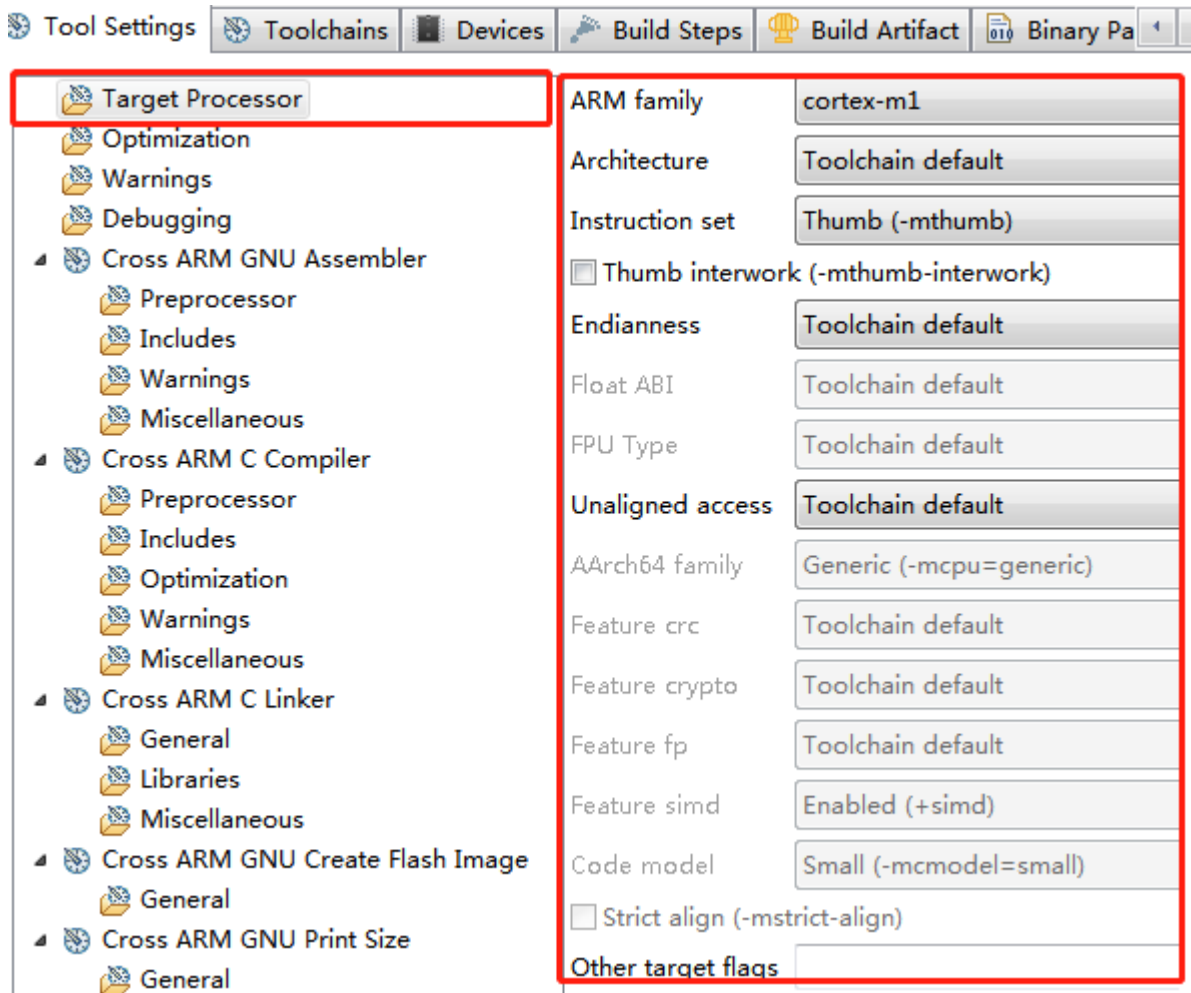 Tool Settings Toolchains Devices Build Steps Build Artifact Binary Pa
Target Processor
Optimization
Warnings
Debugging
Cross ARM GNU Assembler
Preprocessor
Includes
Warnings
Miscellaneous
Cross ARM C Compiler
Preprocessor
Includes
Optimization
Warnings
Miscellaneous
Cross ARM C Linker
General
Libraries
Miscellaneous
Cross ARM GNU Create Flash Image
General
Cross ARM GNU Print Size
General
ARM family cortex-m1
Architecture Toolchain default
Instruction set Thumb (-mthumb)
Thumb interwork (-mthumb-interwork)
Endianness Toolchain default
Float ABI Toolchain default
FPU Type Toolchain default
Unaligned access Toolchain default
AArch64 family Generic (-mcpu=generic)
Feature crc Toolchain default
Feature crypto Toolchain default
Feature fp Toolchain default
Feature simd Enabled (+simd)
Code model Small (-mcmodel=small)
Strict align (-mstrict-align)
Other target flags